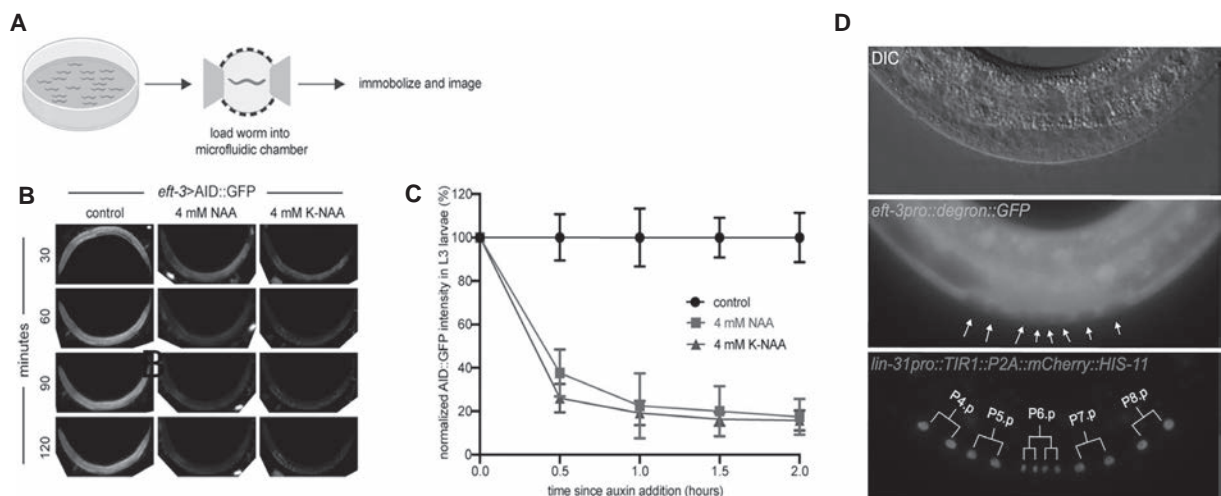 A
immobolize and image
load worm into
microfluidic chamber
B
eft-3>AID::GFP
control
4 mM NAA
4 mM K-NAA
30
60
90
120
minutes
B
C
normalized AID::GFP intensity in L3 larvae (%)
120
100
80
60
40
20
0
0.0
0.5
1.0
1.5
2.0
time since auxin addition (hours)
control
4 mM NAA
4 mM K-NAA
D
DIC
eft-3pro::degron::GFP
lin-31pro::TIR1::P2A::mCherry::HIS-11
P4.p
P5.p
P6.p
P7.p
P8.p